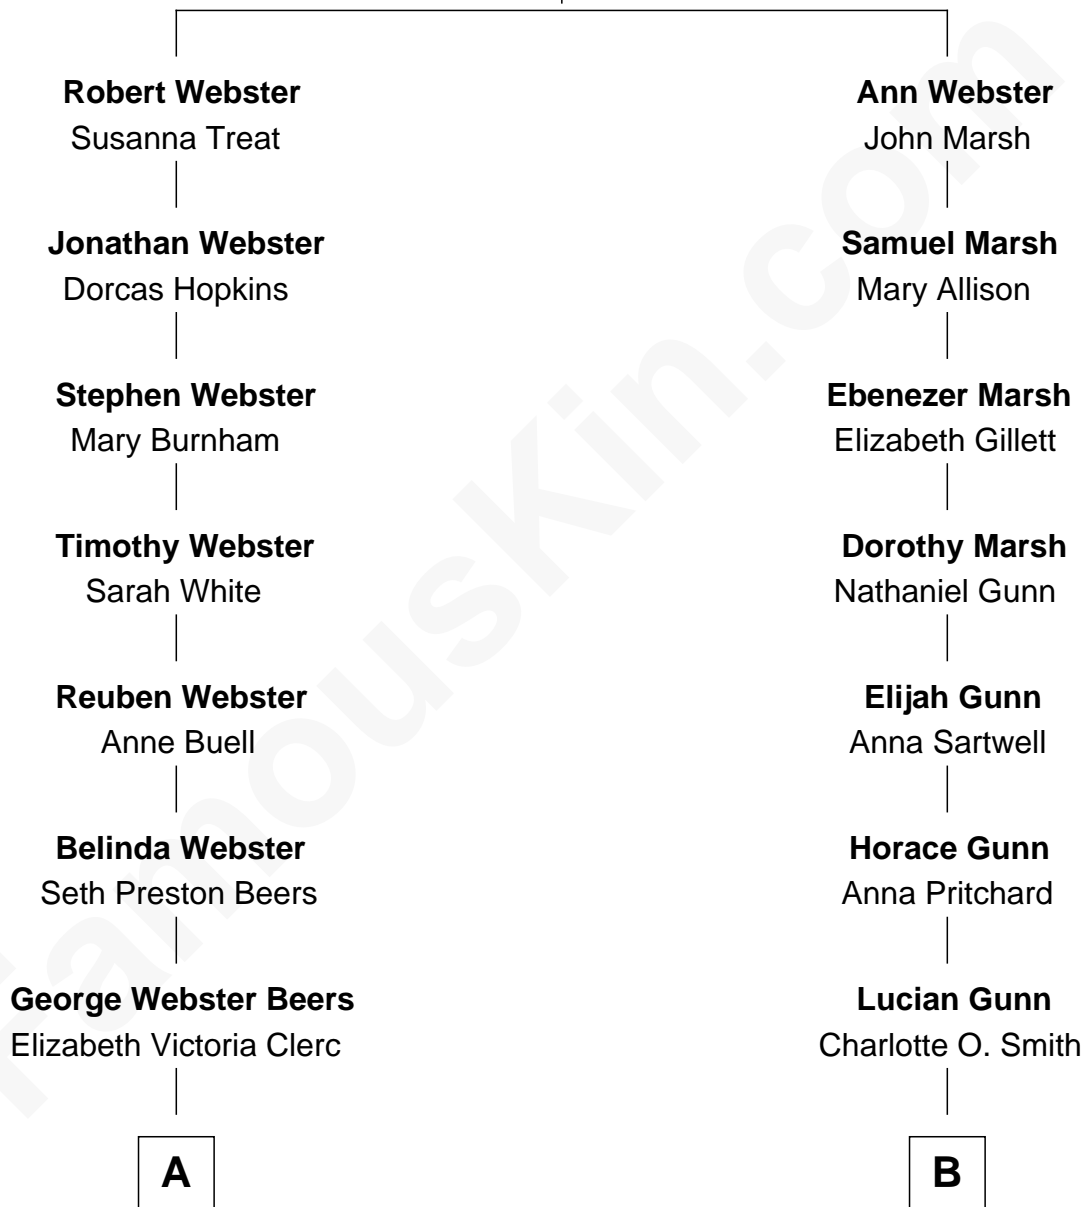 Robert Webster
Susanna Treat
Jonathan Webster
Dorcas Hopkins
Stephen Webster
Mary Burnham
Timothy Webster
Sarah White
Reuben Webster
Anne Buell
Belinda Webster
Seth Preston Beers
George Webster Beers
Elizabeth Victoria Clerc
A
Ann Webster
John Marsh
Samuel Marsh
Mary Allison
Ebenezer Marsh
Elizabeth Gillett
Dorothy Marsh
Nathaniel Gunn
Elijah Gunn
Anna Sartwell
Horace Gunn
Anna Pritchard
Lucian Gunn
Charlotte O. Smith
B
FamousKin.com